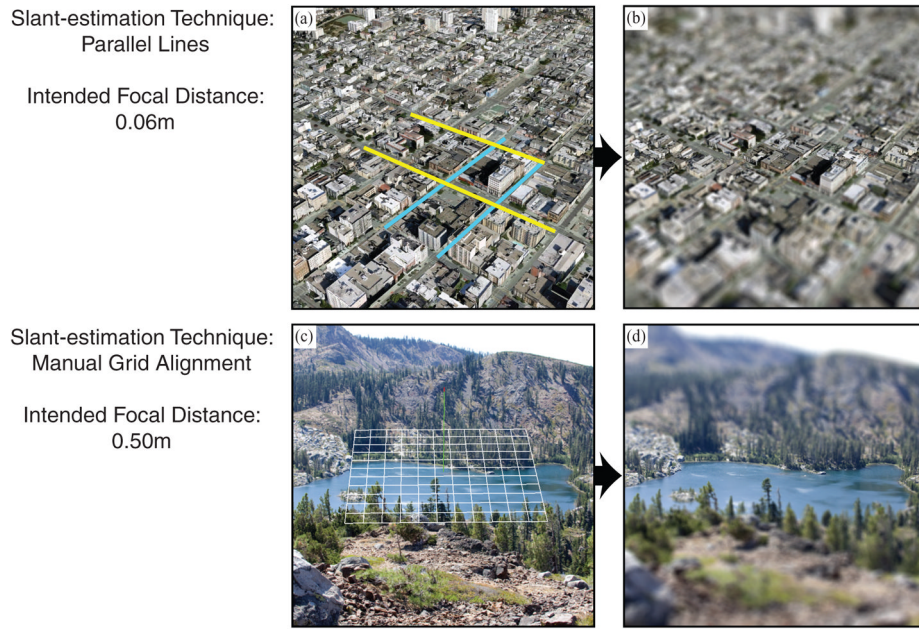 Slant-estimation Technique:
Parallel Lines
Intended Focal Distance:
0.06m
(a)
(b)
Slant-estimation Technique:
Manual Grid Alignment
Intended Focal Distance:
0.50m
(c)
(d)